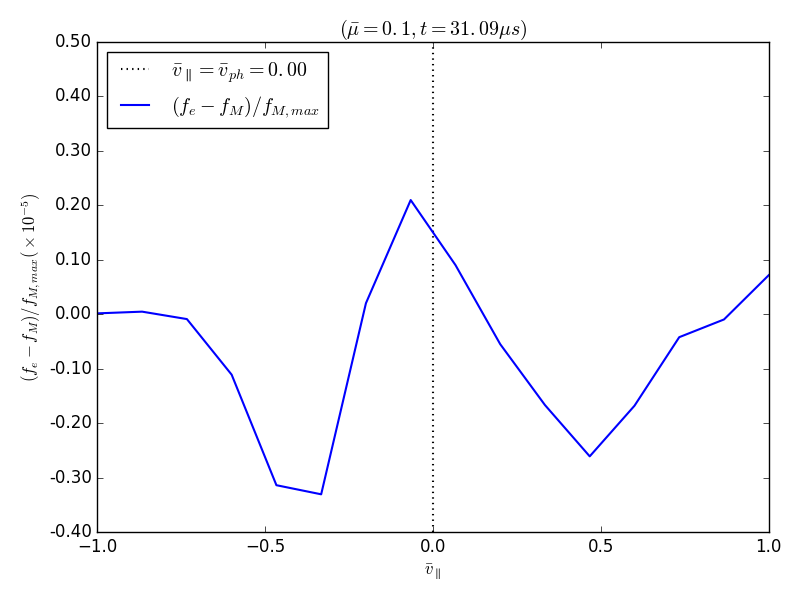 (μ̄ = 0.1, t = 31.09μs)
v̄∥ = v̄ph = 0.00
(fe − fM)/fM,max
0.50
0.40
0.30
0.20
0.10
0.00
-0.10
-0.20
-0.30
-0.40
(fe − fM)/fM,max(×10⁻⁵)
−1.0 −0.5 0.0 0.5 1.0
v̄∥